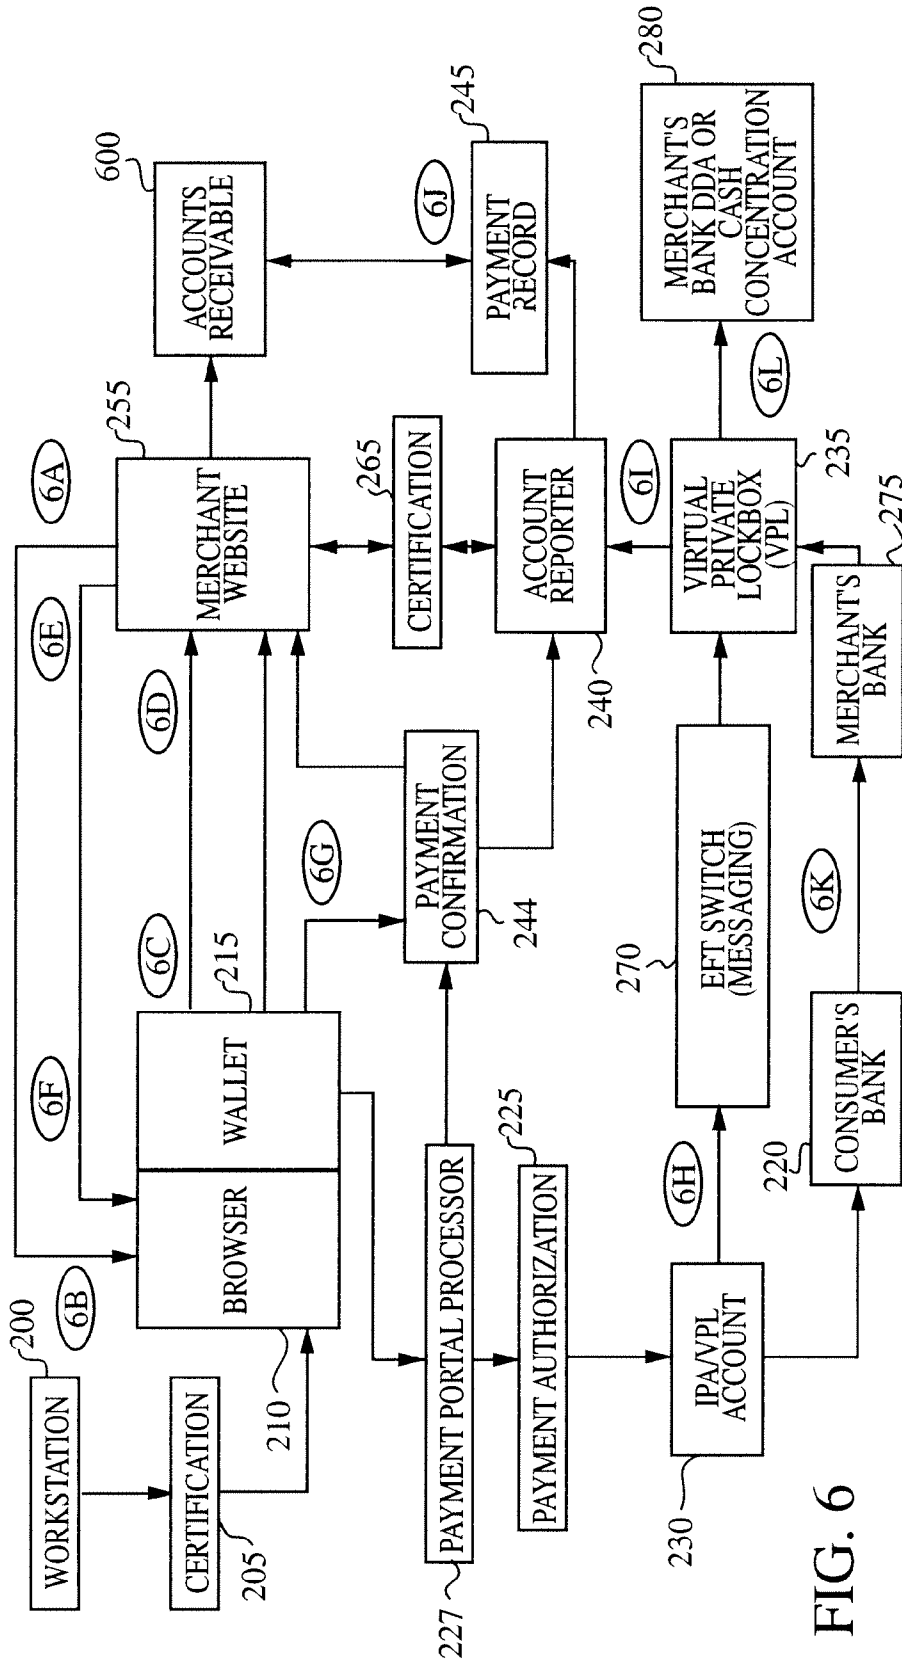 WORKSTATION
200
CERTIFICATION
205
6B
BROWSER
210
WALLET
215
6A
6E
6F
6C
6D
MERCHANT
WEBSITE
255
ACCOUNTS
RECEIVABLE
600
6G
PAYMENT PORTAL PROCESSOR
227
PAYMENT
CONFIRMATION
244
CERTIFICATION
265
6J
PAYMENT
RECORD
245
PAYMENT AUTHORIZATION
225
ACCOUNT
REPORTER
240
6I
IPA/VPL
ACCOUNT
230
6H
EFT SWITCH
(MESSAGING)
270
VIRTUAL
PRIVATE
LOCKBOX
(VPL)
235
6L
MERCHANT'S
BANK DDA OR
CASH
CONCENTRATION
ACCOUNT
280
CONSUMER'S
BANK
220
6K
MERCHANT'S
BANK
275
FIG. 6